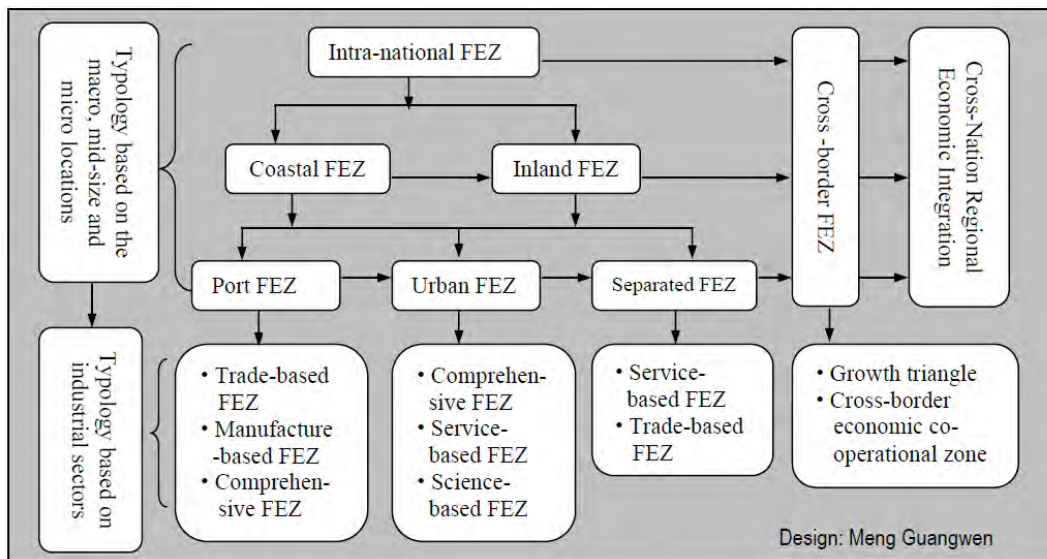 Typology based on the
macro, mid-size and
micro locations
Intra-national FEZ
Coastal FEZ
Inland FEZ
Port FEZ
Urban FEZ
Separated FEZ
Cross -border FEZ
Cross-Nation Regional
Economic Integration
Typology based on
industrial sectors
• Trade-based
FEZ
• Manufacture
-based FEZ
• Comprehen-
sive FEZ
• Comprehen-
sive FEZ
• Service-
based FEZ
• Science-
based FEZ
• Service-
based FEZ
• Trade-based
FEZ
• Growth triangle
• Cross-border
economic co-
operational zone
Design: Meng Guangwen